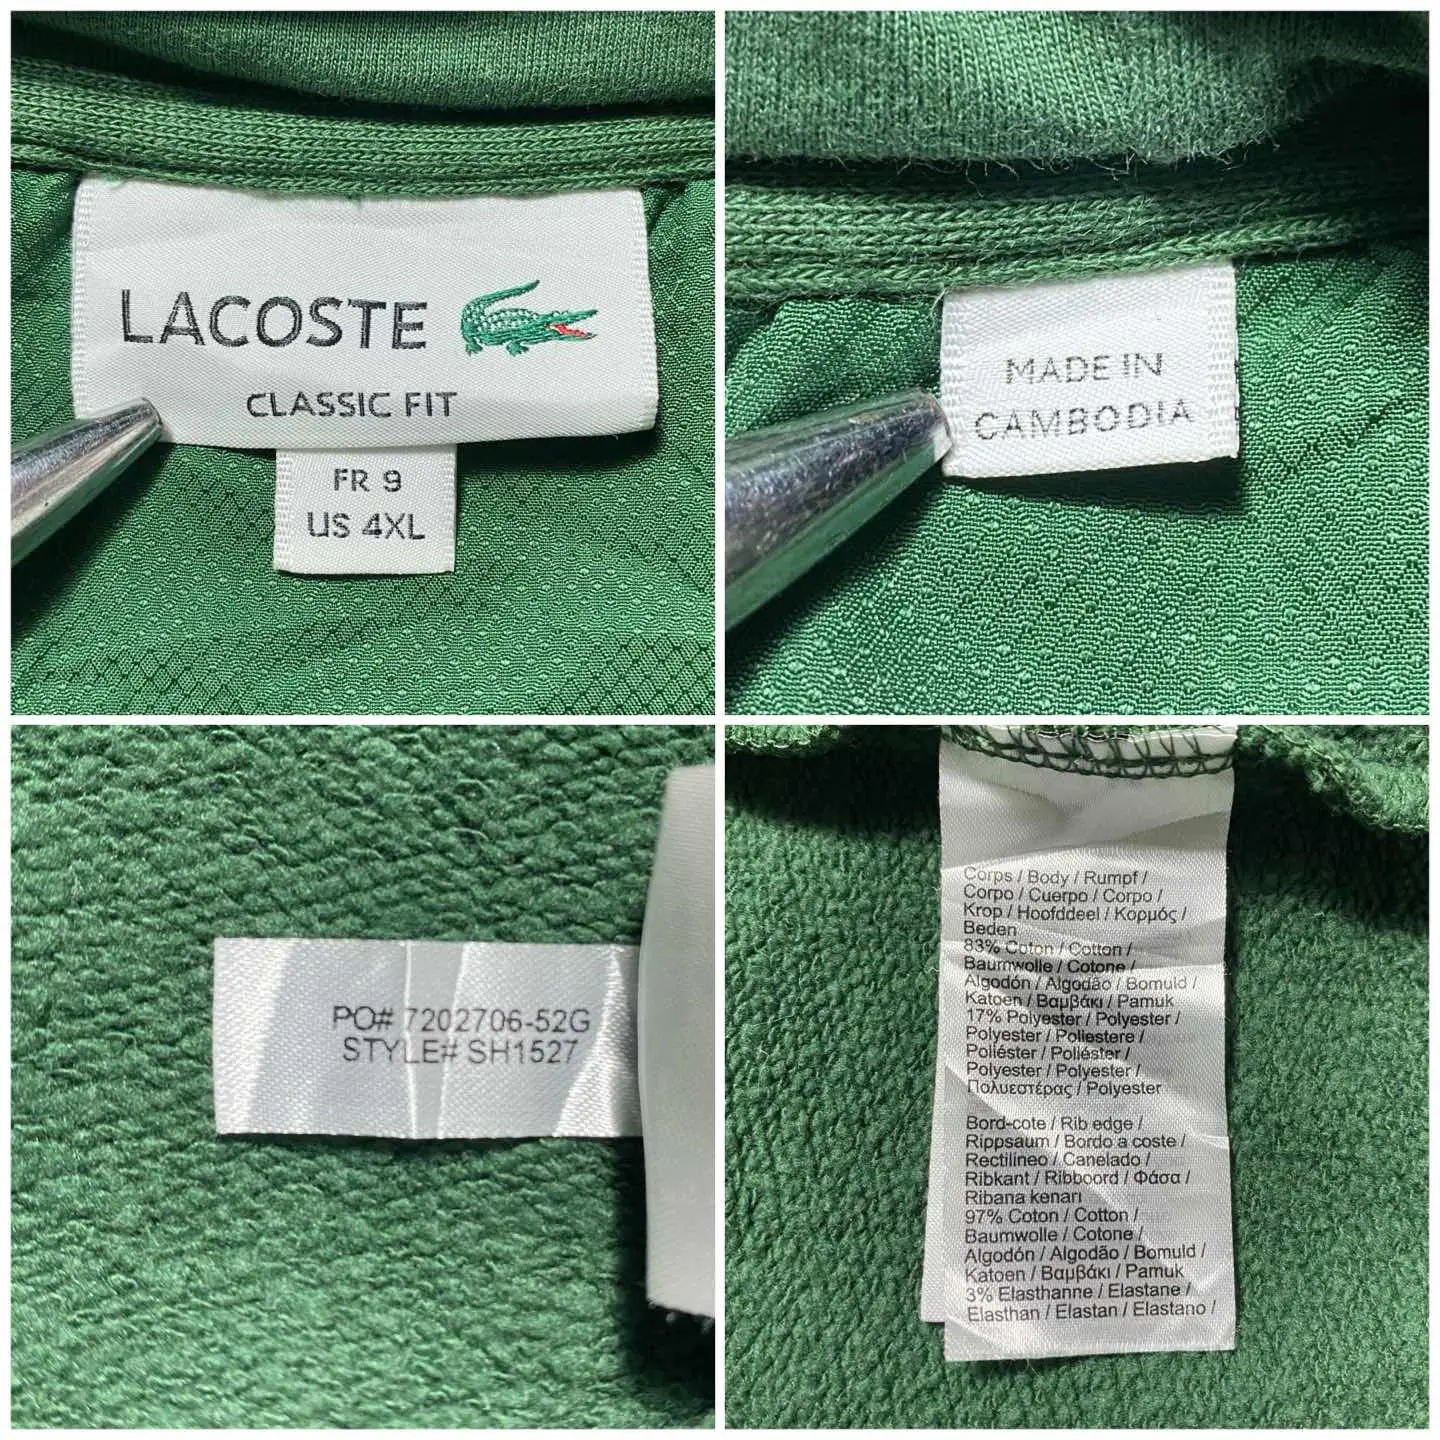 LACOSTE
CLASSIC FIT
FR 9
US 4XL
MADE IN
CAMBODIA
PO# 7202706-52G
STYLE# SH1527
Corps / Body / Rumpf /
Corpo / Cuerpo / Corpo /
Krop / Hoofddeel / Κορμός /
Beden
83% Coton / Cotton /
Baumwolle / Cotone /
Algodón / Algodão / Bomuld /
Katoen / Βαμβάκι / Pamuk
17% Polyester / Polyester /
Polyester / Poliestere /
Poliéster / Poliéster /
Polyester / Polyester /
Πολυεστέρας / Polyester
Bord-cote / Rib edge /
Rippsaum / Bordo a coste /
Rectilineo / Canelado /
Ribkant / Ribboord / Φάσα /
Ribana kenarı
97% Coton / Cotton /
Baumwolle / Cotone /
Algodón / Algodão / Bomuld /
Katoen / Βαμβάκι / Pamuk
3% Elasthanne / Elastane /
Elasthan / Elastan / Elastano /